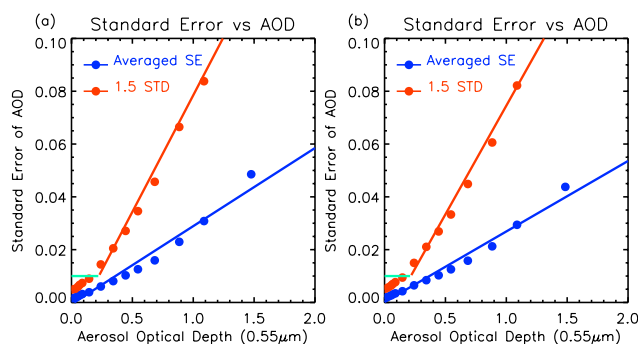 (a) Standard Error vs AOD
0.10
0.08
0.06
0.04
0.02
0.00
Standard Error of AOD
Averaged SE
1.5 STD
0.0 0.5 1.0 1.5 2.0
Aerosol Optical Depth (0.55μm)
(b) Standard Error vs AOD
0.10
0.08
0.06
0.04
0.02
0.00
Standard Error of AOD
Averaged SE
1.5 STD
0.0 0.5 1.0 1.5 2.0
Aerosol Optical Depth (0.55μm)